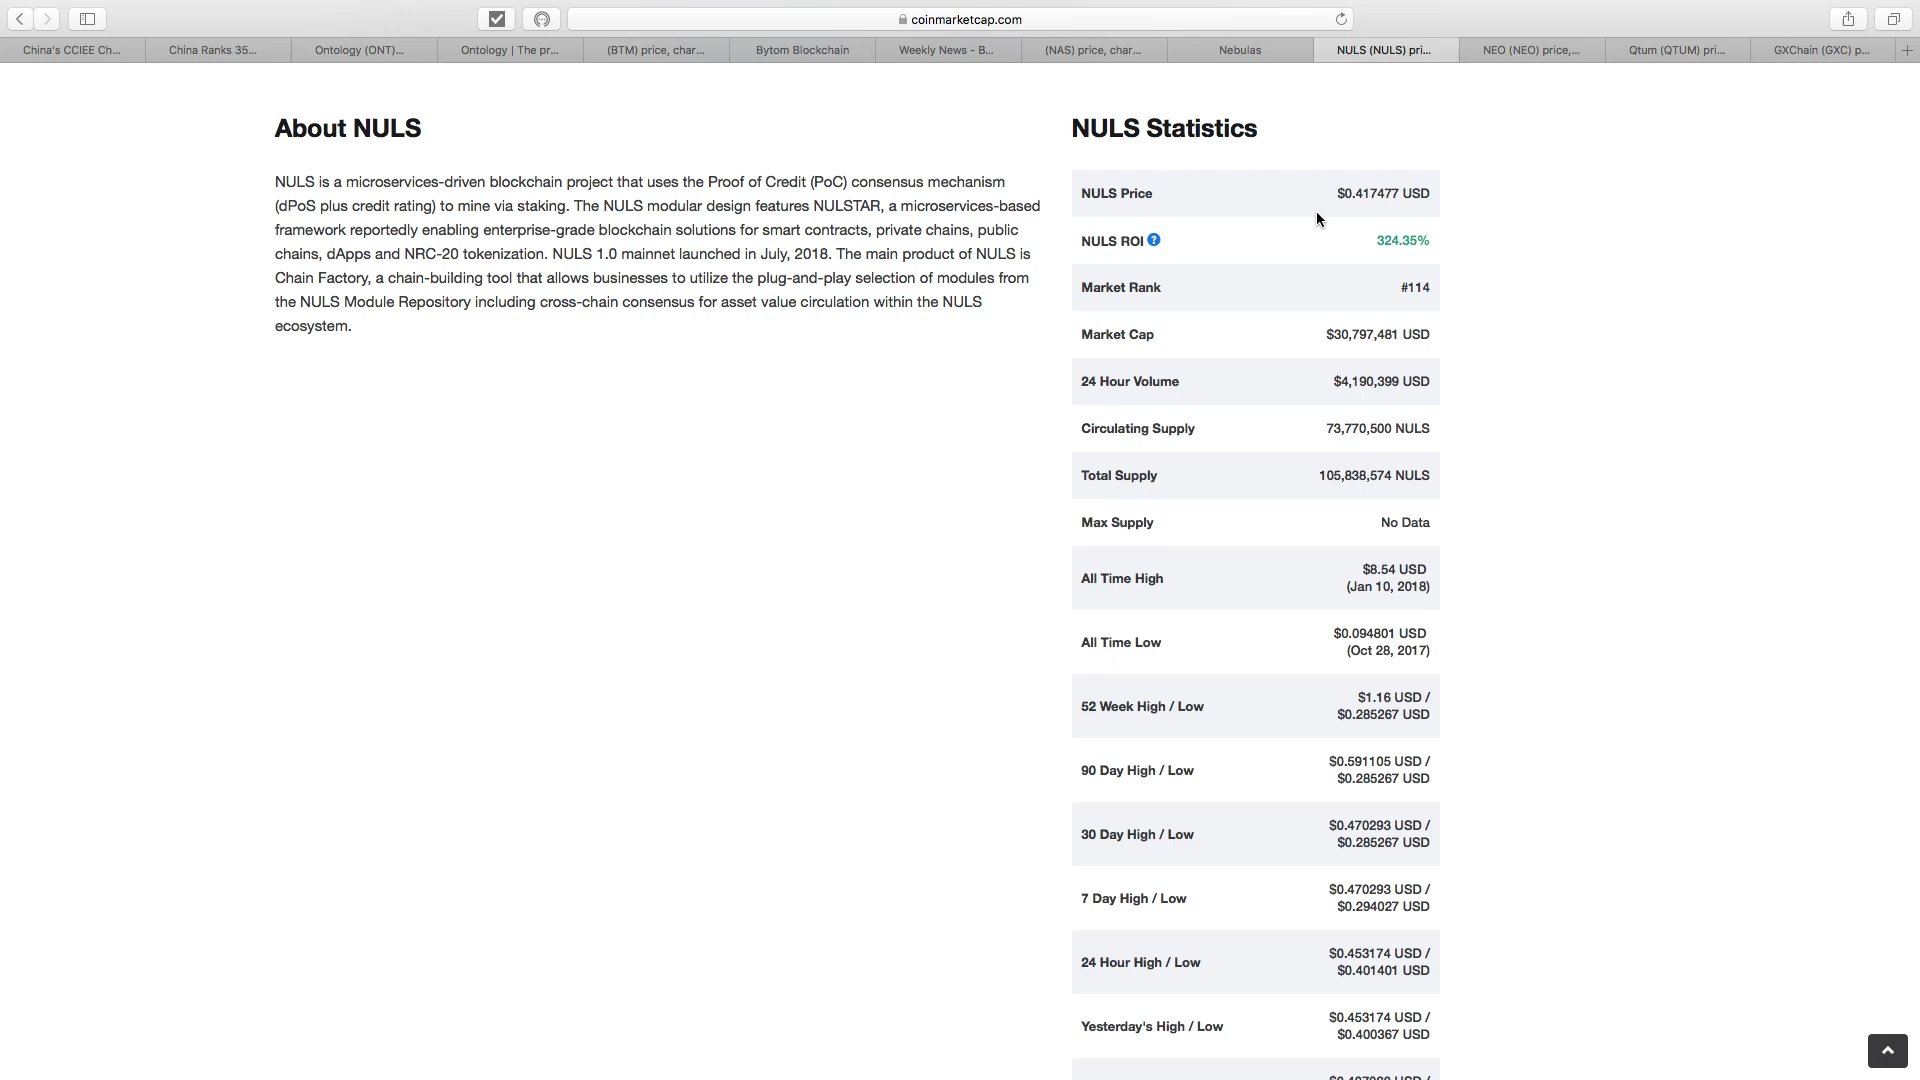 coinmarketcap.com
China's CCIEE Ch...
China Ranks 35...
Ontology (ONT)...
Ontology | The pr...
(BTM) price, char...
Bytom Blockchain
Weekly News - B...
(NAS) price, char...
Nebulas
NULS (NULS) pri...
NEO (NEO) price,...
Qtum (QTUM) pri...
GXChain (GXC) p...
About NULS
NULS is a microservices-driven blockchain project that uses the Proof of Credit (PoC) consensus mechanism
(dPoS plus credit rating) to mine via staking. The NULS modular design features NULSTAR, a microservices-based
framework reportedly enabling enterprise-grade blockchain solutions for smart contracts, private chains, public
chains, dApps and NRC-20 tokenization. NULS 1.0 mainnet launched in July, 2018. The main product of NULS is
Chain Factory, a chain-building tool that allows businesses to utilize the plug-and-play selection of modules from
the NULS Module Repository including cross-chain consensus for asset value circulation within the NULS
ecosystem.
NULS Statistics
NULS Price $0.417477 USD
NULS ROI ? 324.35%
Market Rank #114
Market Cap $30,797,481 USD
24 Hour Volume $4,190,399 USD
Circulating Supply 73,770,500 NULS
Total Supply 105,838,574 NULS
Max Supply No Data
All Time High $8.54 USD
(Jan 10, 2018)
All Time Low $0.094801 USD
(Oct 28, 2017)
52 Week High / Low $1.16 USD /
$0.285267 USD
90 Day High / Low $0.591105 USD /
$0.285267 USD
30 Day High / Low $0.470293 USD /
$0.285267 USD
7 Day High / Low $0.470293 USD /
$0.294027 USD
24 Hour High / Low $0.453174 USD /
$0.401401 USD
Yesterday's High / Low $0.453174 USD /
$0.400367 USD